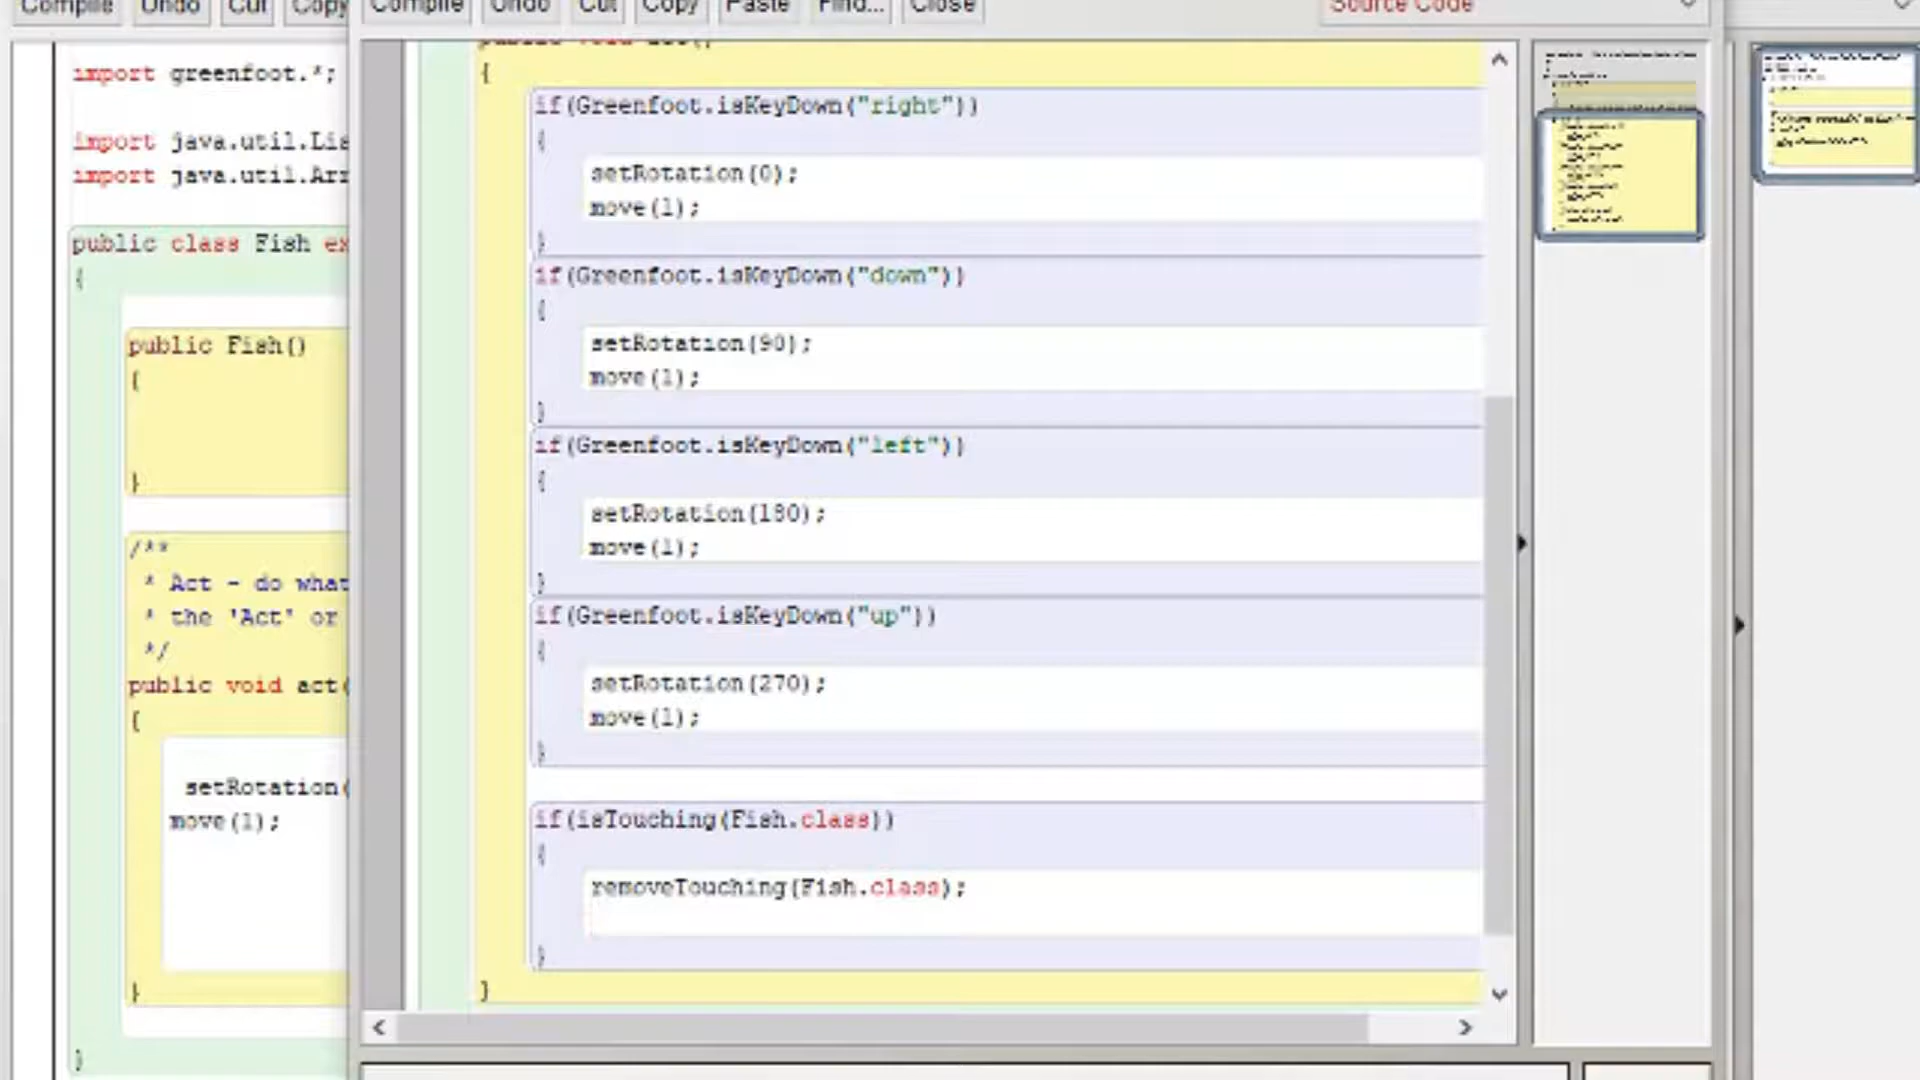 Compile Undo Cut Copy
import greenfoot.*;
import java.util.Lis
import java.util.Arr
public class Fish ex
{
public Fish()
{
}
/**
* Act - do what
* the 'Act' or
*/
public void act(
{
setRotation(
move(1);
}
}
Compile Undo Cut Copy Paste Find... Close Source Code
public void act()
{
if(Greenfoot.isKeyDown("right"))
{
setRotation(0);
move(1);
}
if(Greenfoot.isKeyDown("down"))
{
setRotation(90);
move(1);
}
if(Greenfoot.isKeyDown("left"))
{
setRotation(180);
move(1);
}
if(Greenfoot.isKeyDown("up"))
{
setRotation(270);
move(1);
}
if(isTouching(Fish.class))
{
removeTouching(Fish.class);
}
}